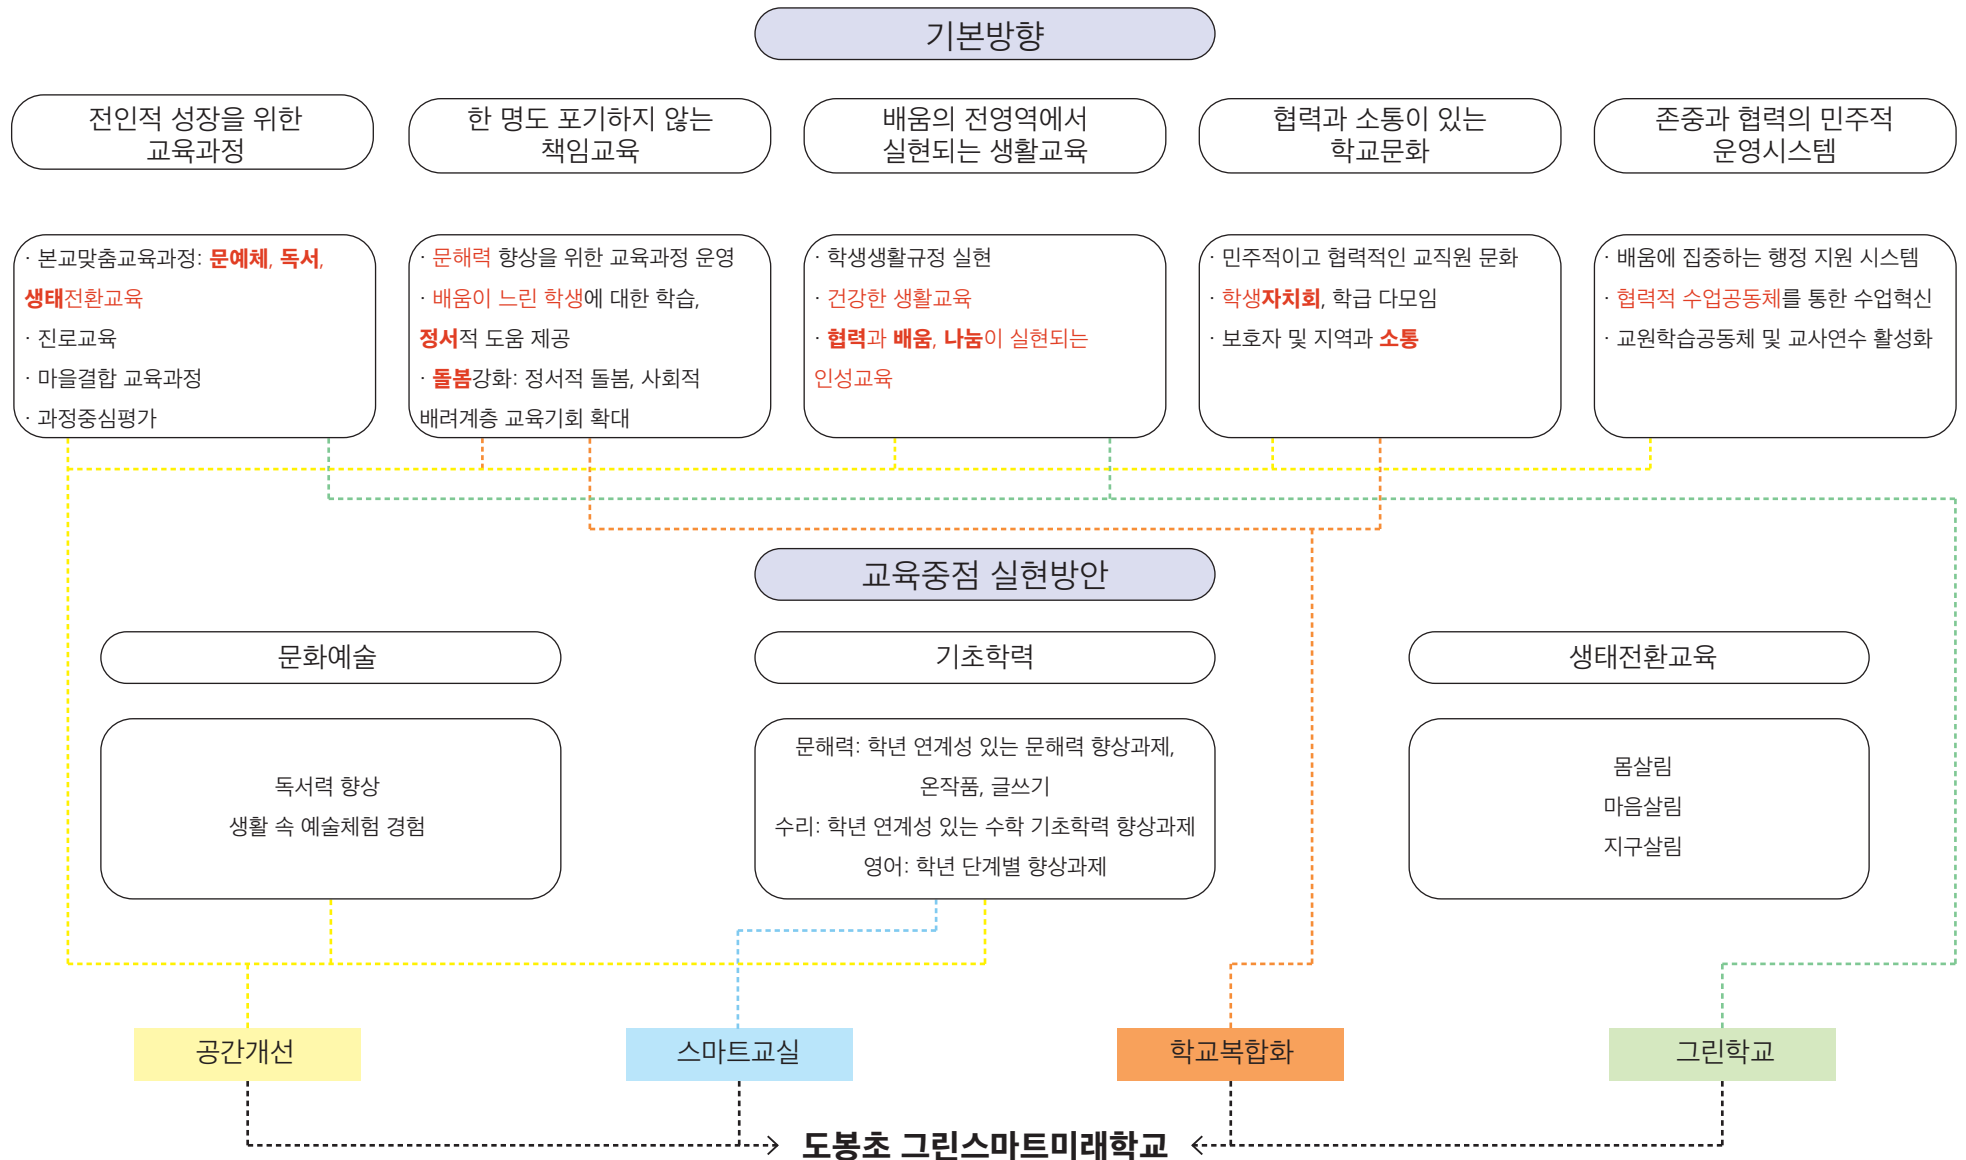 기본방향
전인적 성장을 위한
교육과정
한 명도 포기하지 않는
책임교육
배움의 전영역에서
실현되는 생활교육
협력과 소통이 있는
학교문화
존중과 협력의 민주적
운영시스템
· 본교맞춤교육과정: 문예체, 독서,
생태전환교육
· 진로교육
· 마을결합 교육과정
· 과정중심평가
· 문해력 향상을 위한 교육과정 운영
· 배움이 느린 학생에 대한 학습,
정서적 도움 제공
· 돌봄강화: 정서적 돌봄, 사회적
배려계층 교육기회 확대
· 학생생활규정 실현
· 건강한 생활교육
· 협력과 배움, 나눔이 실현되는
인성교육
· 민주적이고 협력적인 교직원 문화
· 학생자치회, 학급 다모임
· 보호자 및 지역과 소통
· 배움에 집중하는 행정 지원 시스템
· 협력적 수업공동체를 통한 수업혁신
· 교원학습공동체 및 교사연수 활성화
교육중점 실현방안
문화예술
기초학력
생태전환교육
독서력 향상
생활 속 예술체험 경험
문해력: 학년 연계성 있는 문해력 향상과제,
온작품, 글쓰기
수리: 학년 연계성 있는 수학 기초학력 향상과제
영어: 학년 단계별 향상과제
몸살림
마음살림
지구살림
공간개선
스마트교실
학교복합화
그린학교
도봉초 그린스마트미래학교